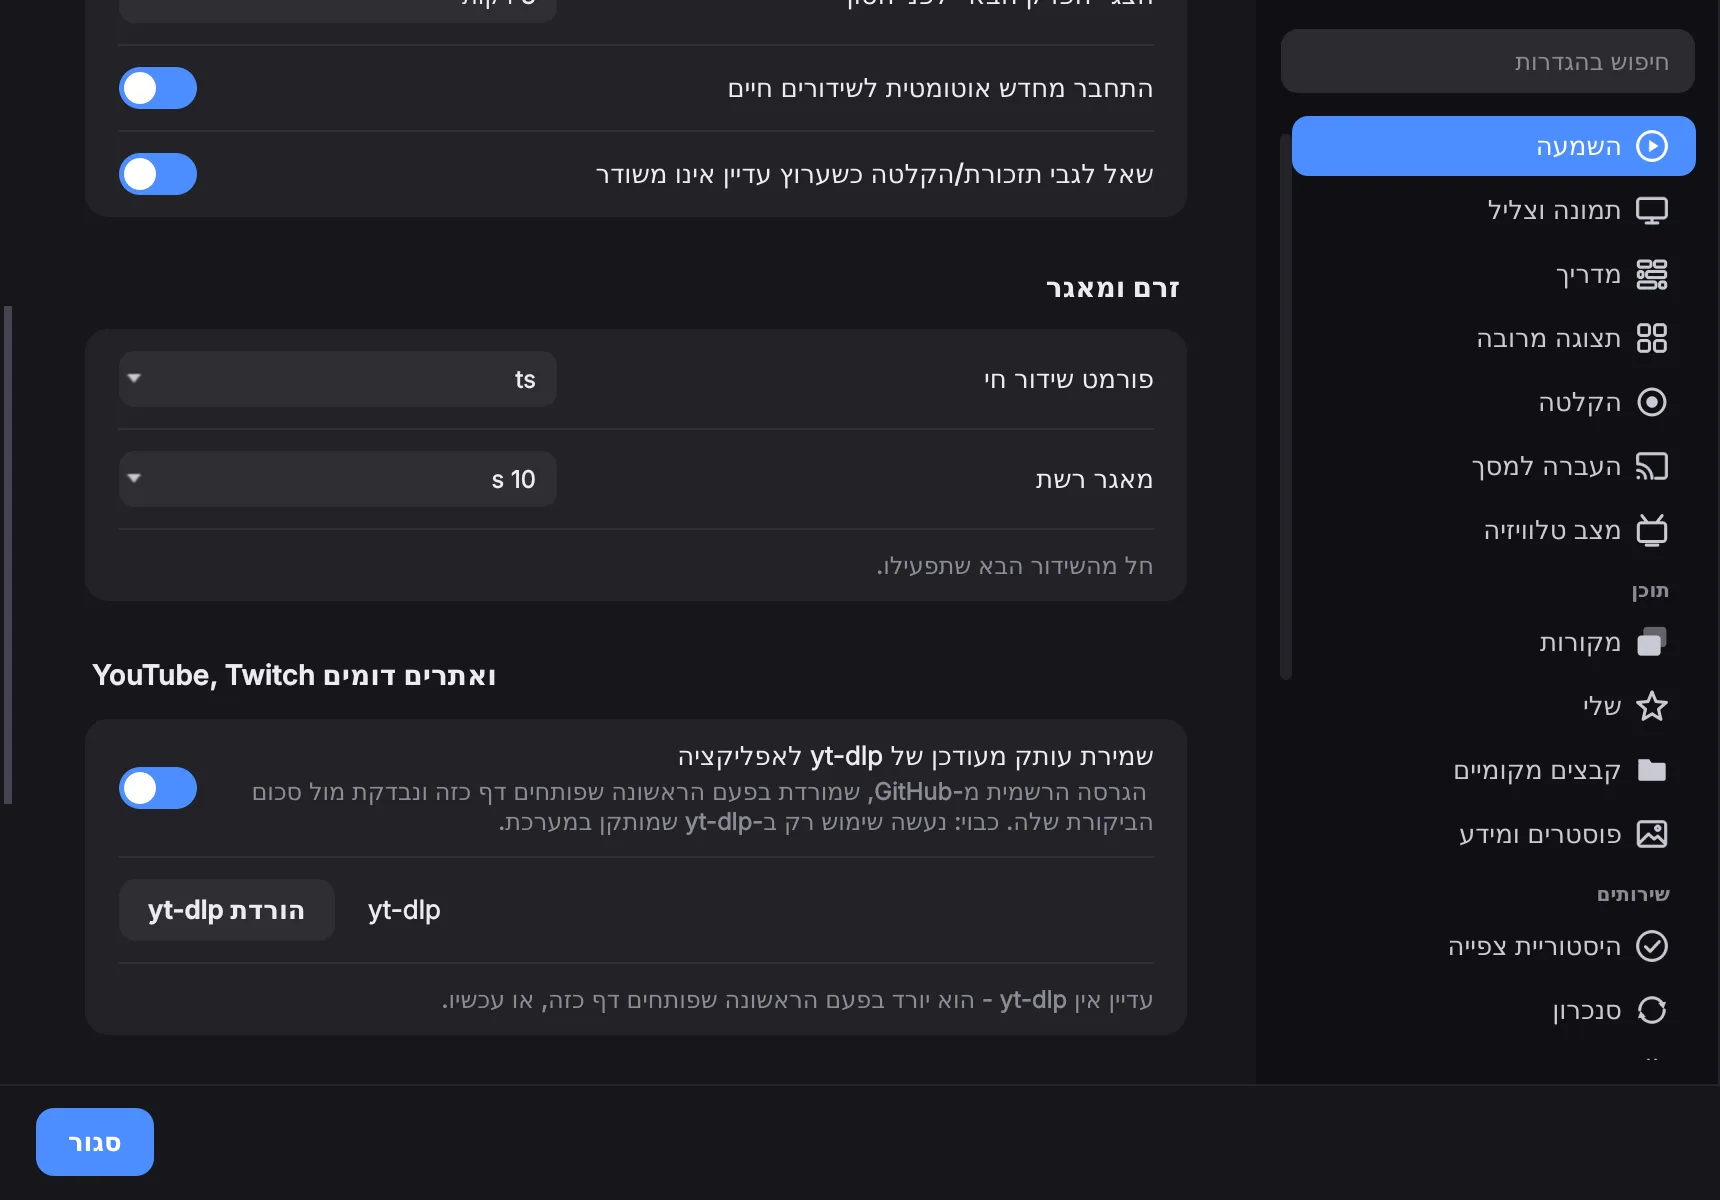 חיפוש בהגדרות
השמעה
תמונה וצליל
מדריך
תצוגה מרובה
הקלטה
העברה למסך
מצב טלוויזיה
תוכן
מקורות
שלי
קבצים מקומיים
פוסטרים ומידע
שירותים
היסטוריית צפייה
סנכרון
התחבר מחדש אוטומטית לשידורים חיים
שאל לגבי תזכורת/הקלטה כשערוץ עדיין אינו משודר
זרם ומאגר
פורמט שידור חי
ts
מאגר רשת
10 s
חל מהשידור הבא שתפעילו.
YouTube, Twitch ואתרים דומים
שמירת עותק מעודכן של yt-dlp לאפליקציה
הגרסה הרשמית מ-GitHub, שמורדת בפעם הראשונה שפותחים דף כזה ונבדקת מול סכום
הביקורת שלה. כבוי: נעשה שימוש רק ב-yt-dlp שמותקן במערכת.
yt-dlp
הורדת yt-dlp
עדיין אין yt-dlp - הוא יורד בפעם הראשונה שפותחים דף כזה, או עכשיו.
סגור